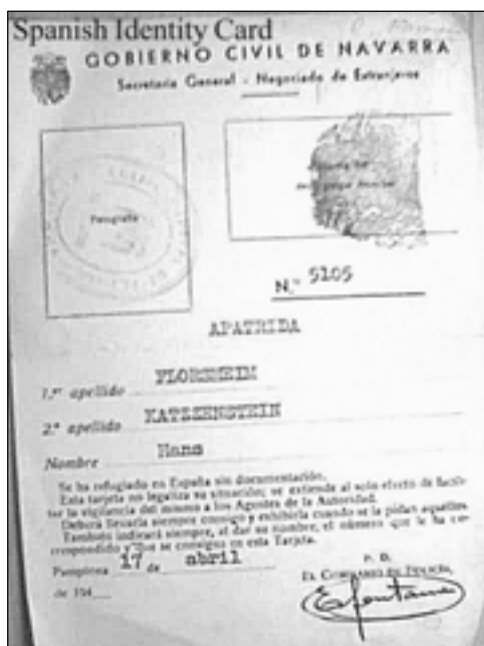 Spanish Identity Card
GOBIERNO CIVIL DE NAVARRA
Secretaría General - Negociado de Extranjeros
Fotografía
N.º 5105
APATRIDA
1.er apellido FLORSHEIM
2.º apellido KATZENSTEIN
Nombre Hans
Se ha refugiado en España sin documentación.
Esta tarjeta no legaliza su situación; se extiende al solo efecto de facili-
tar la vigilancia del mismo a los Agentes de la Autoridad.
Deberá llevarla siempre consigo y exhibirla cuando se la pidan aquellos.
También indicará siempre, al dar su nombre, el número que le ha co-
rrespondido y que se consigna en esta Tarjeta.
Pamplona 17 de abril
de 194
P. D.
EL COMISARIO DE POLICÍA,